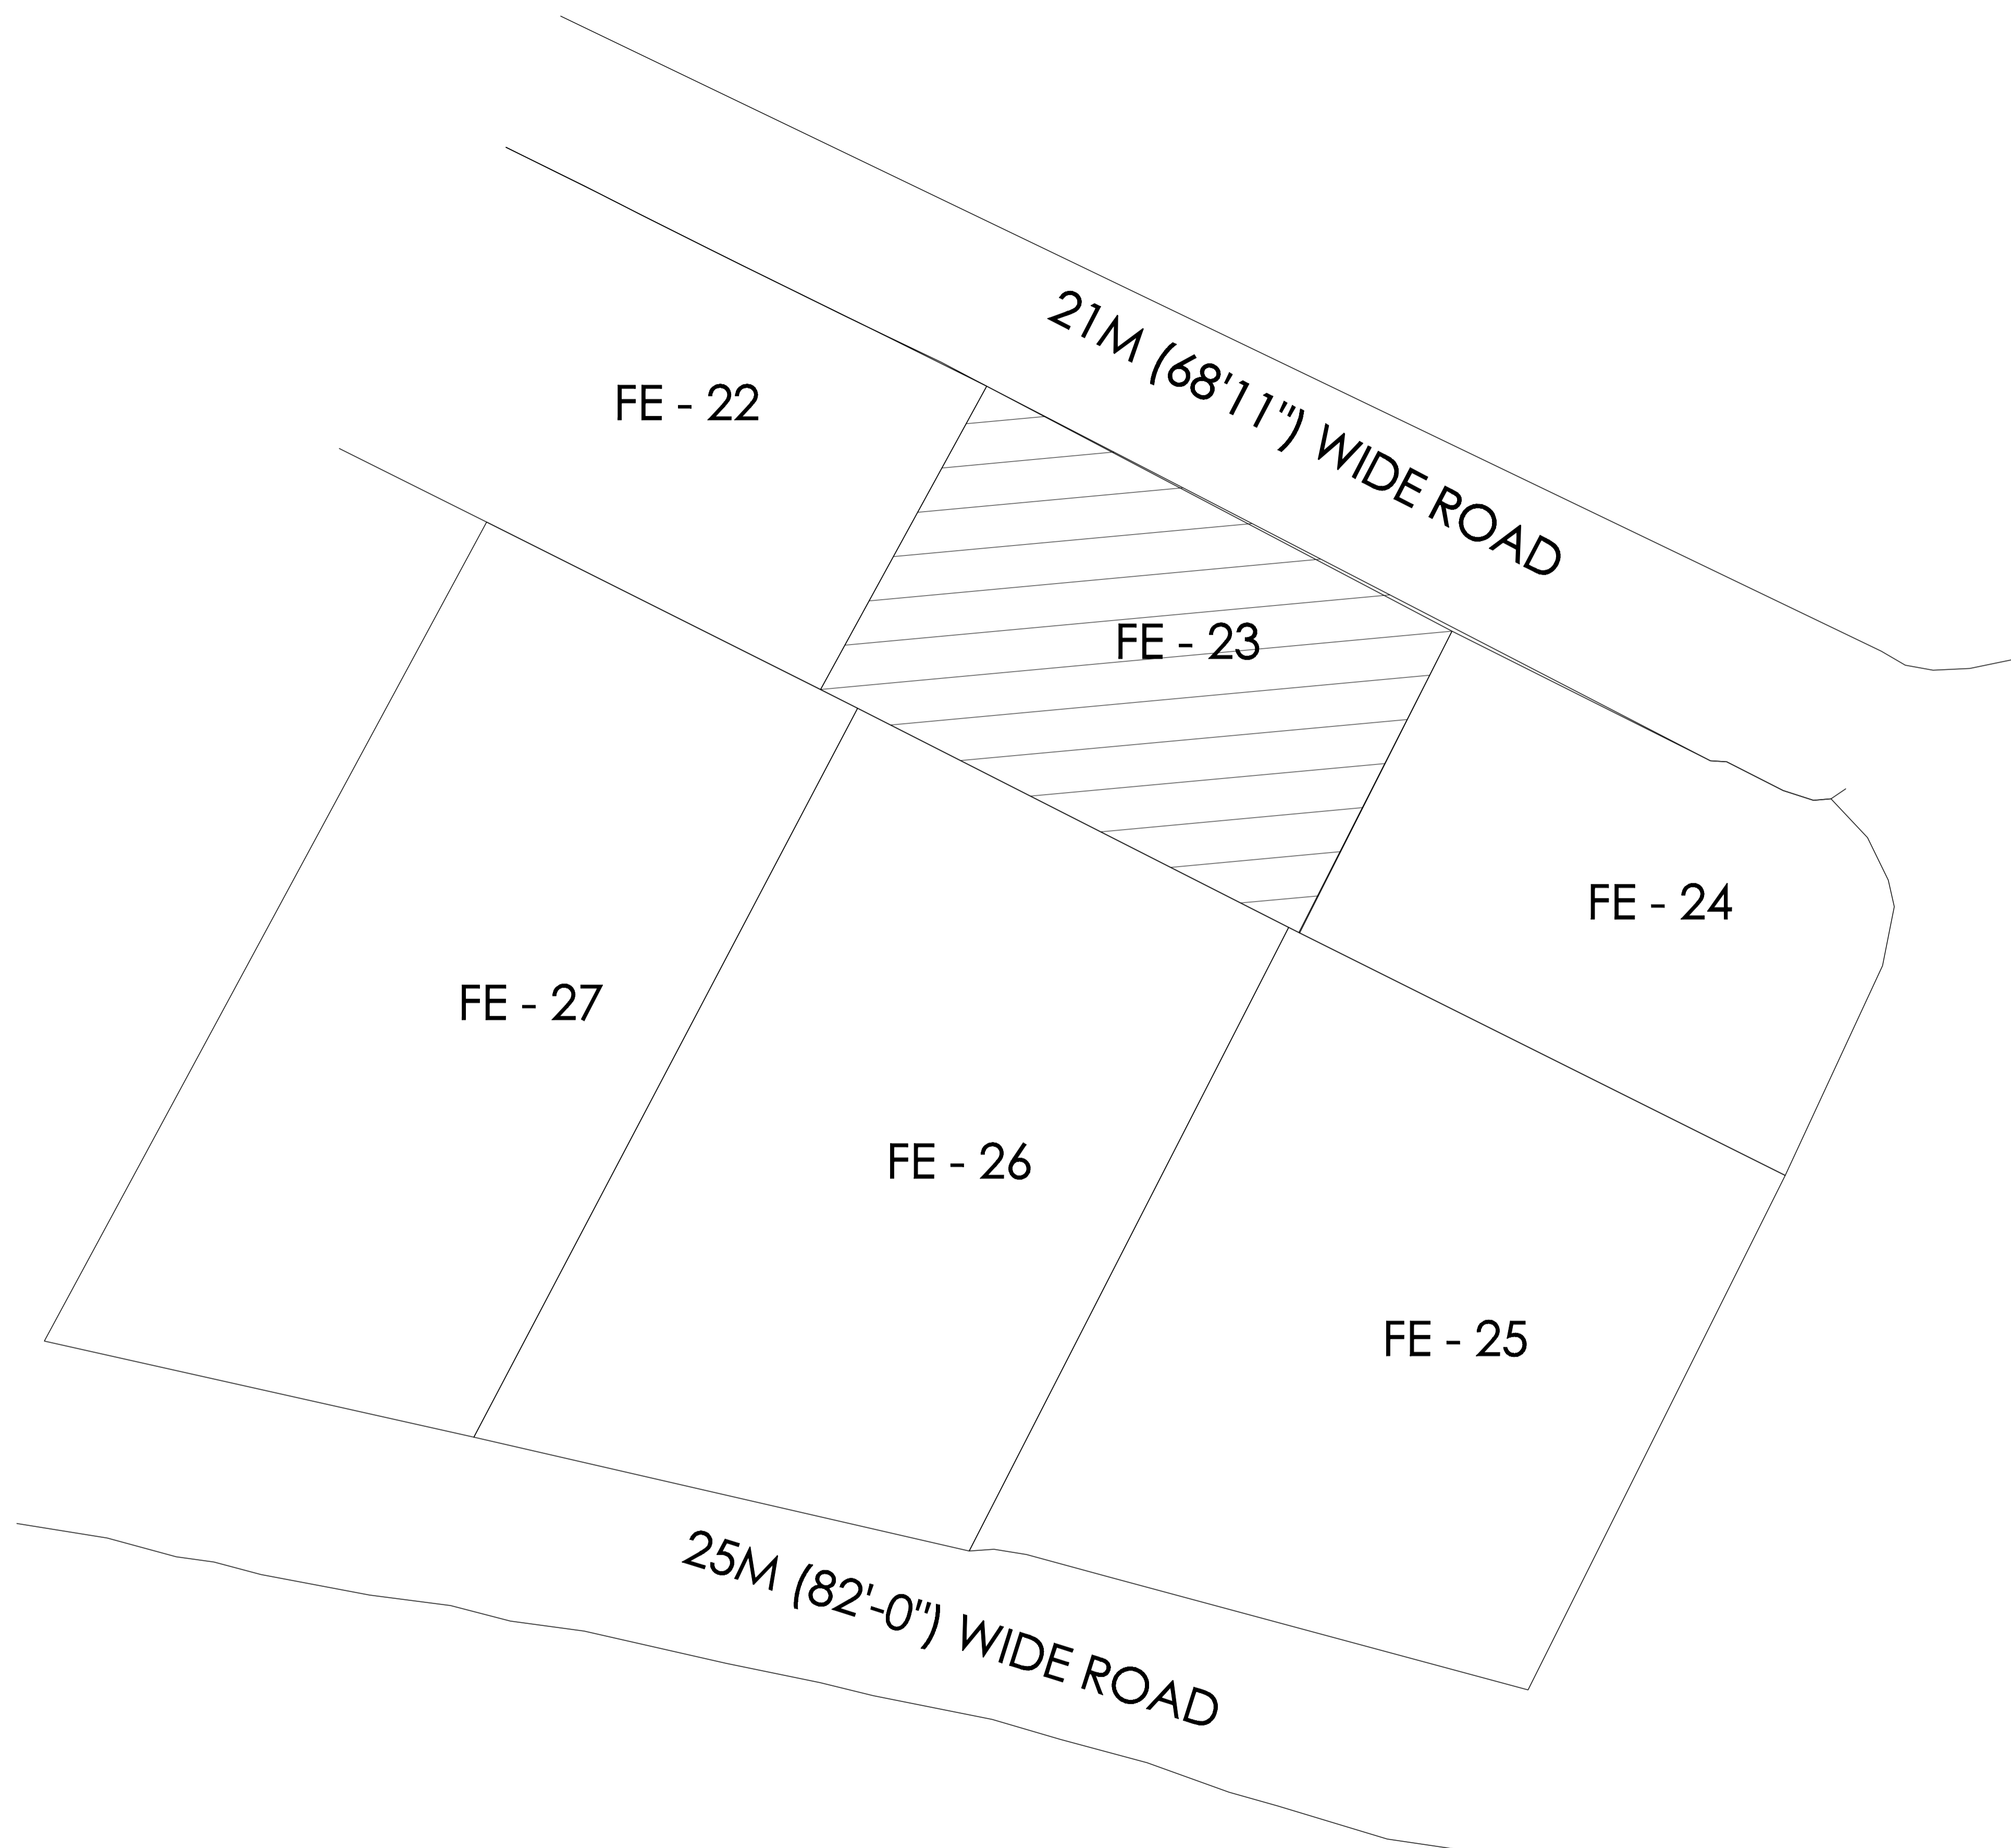 21M (68'11") WIDE ROAD
FE - 22
FE - 23
FE - 24
FE - 27
FE - 26
FE - 25
25M (82'-0") WIDE ROAD